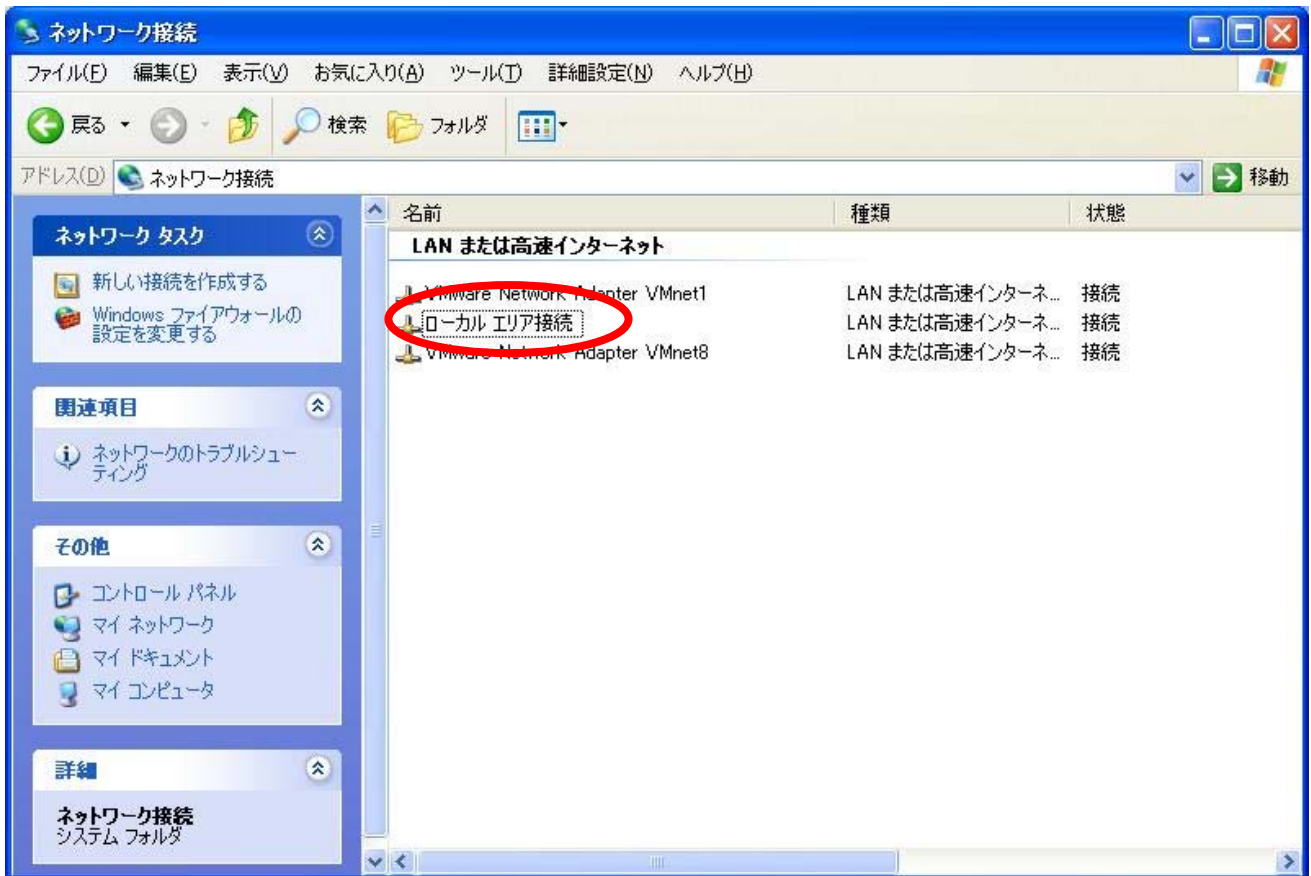 ネットワーク接続
ファイル(F) 編集(E) 表示(V) お気に入り(A) ツール(T) 詳細設定(N) ヘルプ(H)
戻る 検索 フォルダ
アドレス(D) ネットワーク接続 移動
ネットワーク タスク
新しい接続を作成する
Windows ファイアウォールの
設定を変更する
関連項目
ネットワークのトラブルシュー
ティング
その他
コントロール パネル
マイ ネットワーク
マイ ドキュメント
マイ コンピュータ
詳細
ネットワーク接続
システム フォルダ
名前 種類 状態
LAN または高速インターネット
VMware Network Adapter VMnet1 LAN または高速インターネ... 接続
ローカル エリア接続 LAN または高速インターネ... 接続
VMware Network Adapter VMnet8 LAN または高速インターネ... 接続